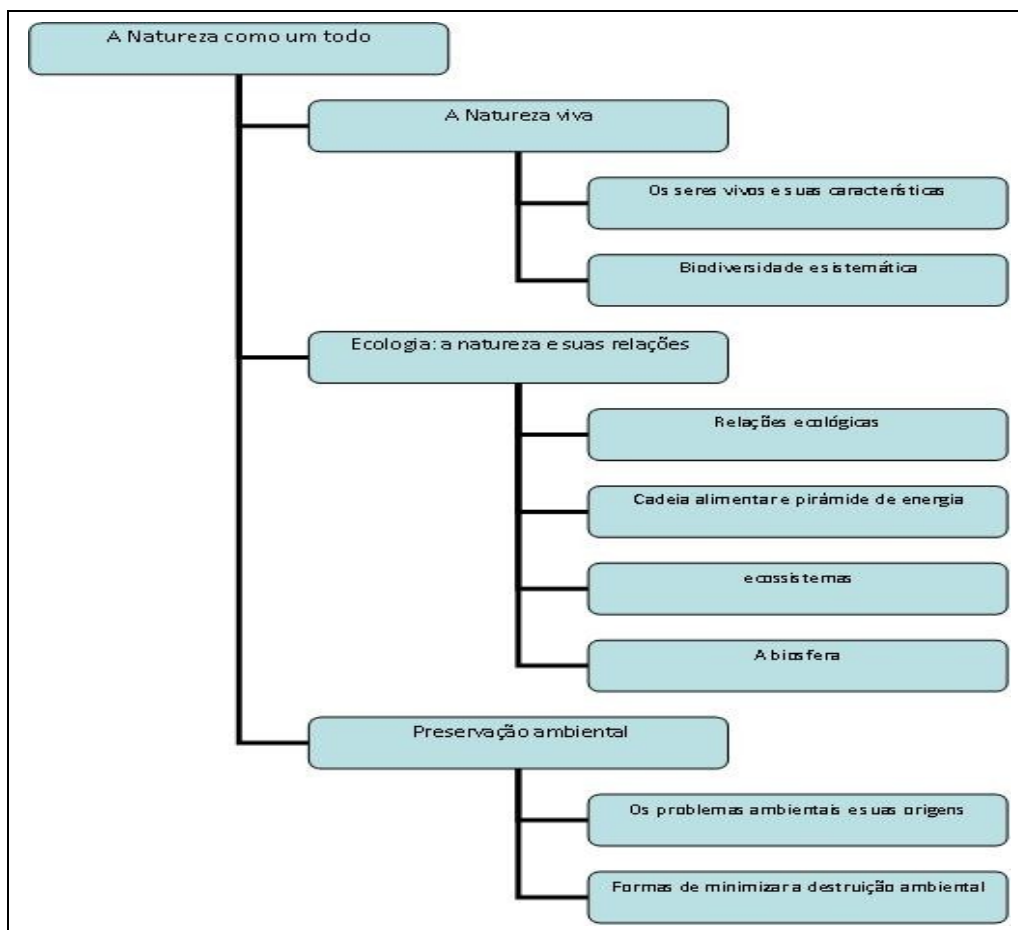 A Natureza como um todo
A Natureza viva
Os seres vivos e suas características
Biodiversidade e sistemática
Ecologia: a natureza e suas relações
Relações ecológicas
Cadeia alimentar e pirámide de energia
ecossistemas
A biosfera
Preservação ambiental
Os problemas ambientais e suas origens
Formas de minimizar a destruição ambiental